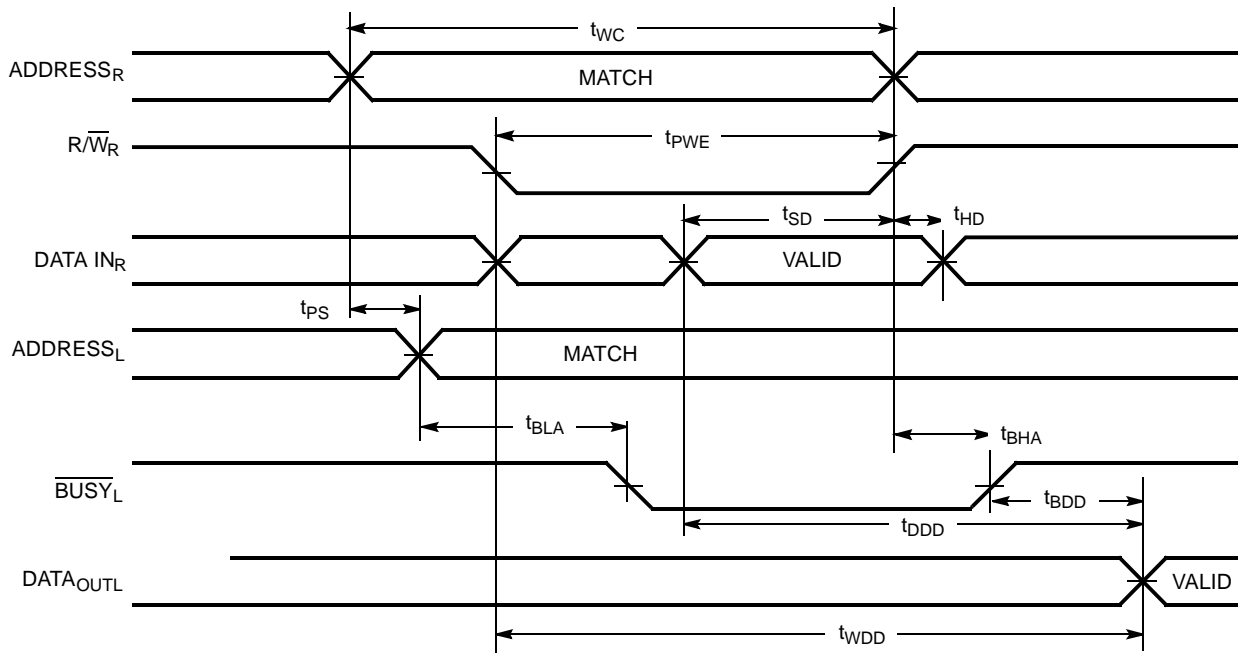 tWC
ADDRESSR
MATCH
R/W̅R
tPWE
tSD
tHD
DATA INR
VALID
tPS
ADDRESSL
MATCH
tBLA
tBHA
B̅U̅S̅Y̅L
tBDD
tDDD
DATAOUTL
VALID
tWDD